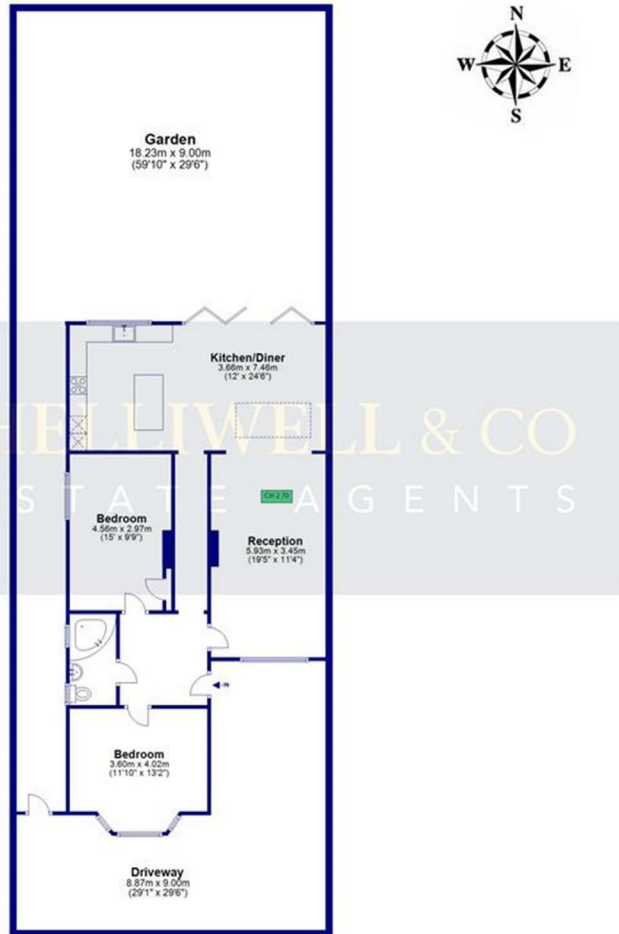 N
W E
S
Garden
18.23m x 9.00m
(59'10" x 29'6")
Kitchen/Diner
3.66m x 7.46m
(12' x 24'6")
HELLIWELL & CO
ESTATE AGENTS
CH 2.70
Bedroom
4.56m x 2.97m
(15' x 9'9")
Reception
5.93m x 3.45m
(19'5" x 11'4")
IN
Bedroom
3.60m x 4.02m
(11'10" x 13'2")
Driveway
8.87m x 9.00m
(29'1" x 29'6")